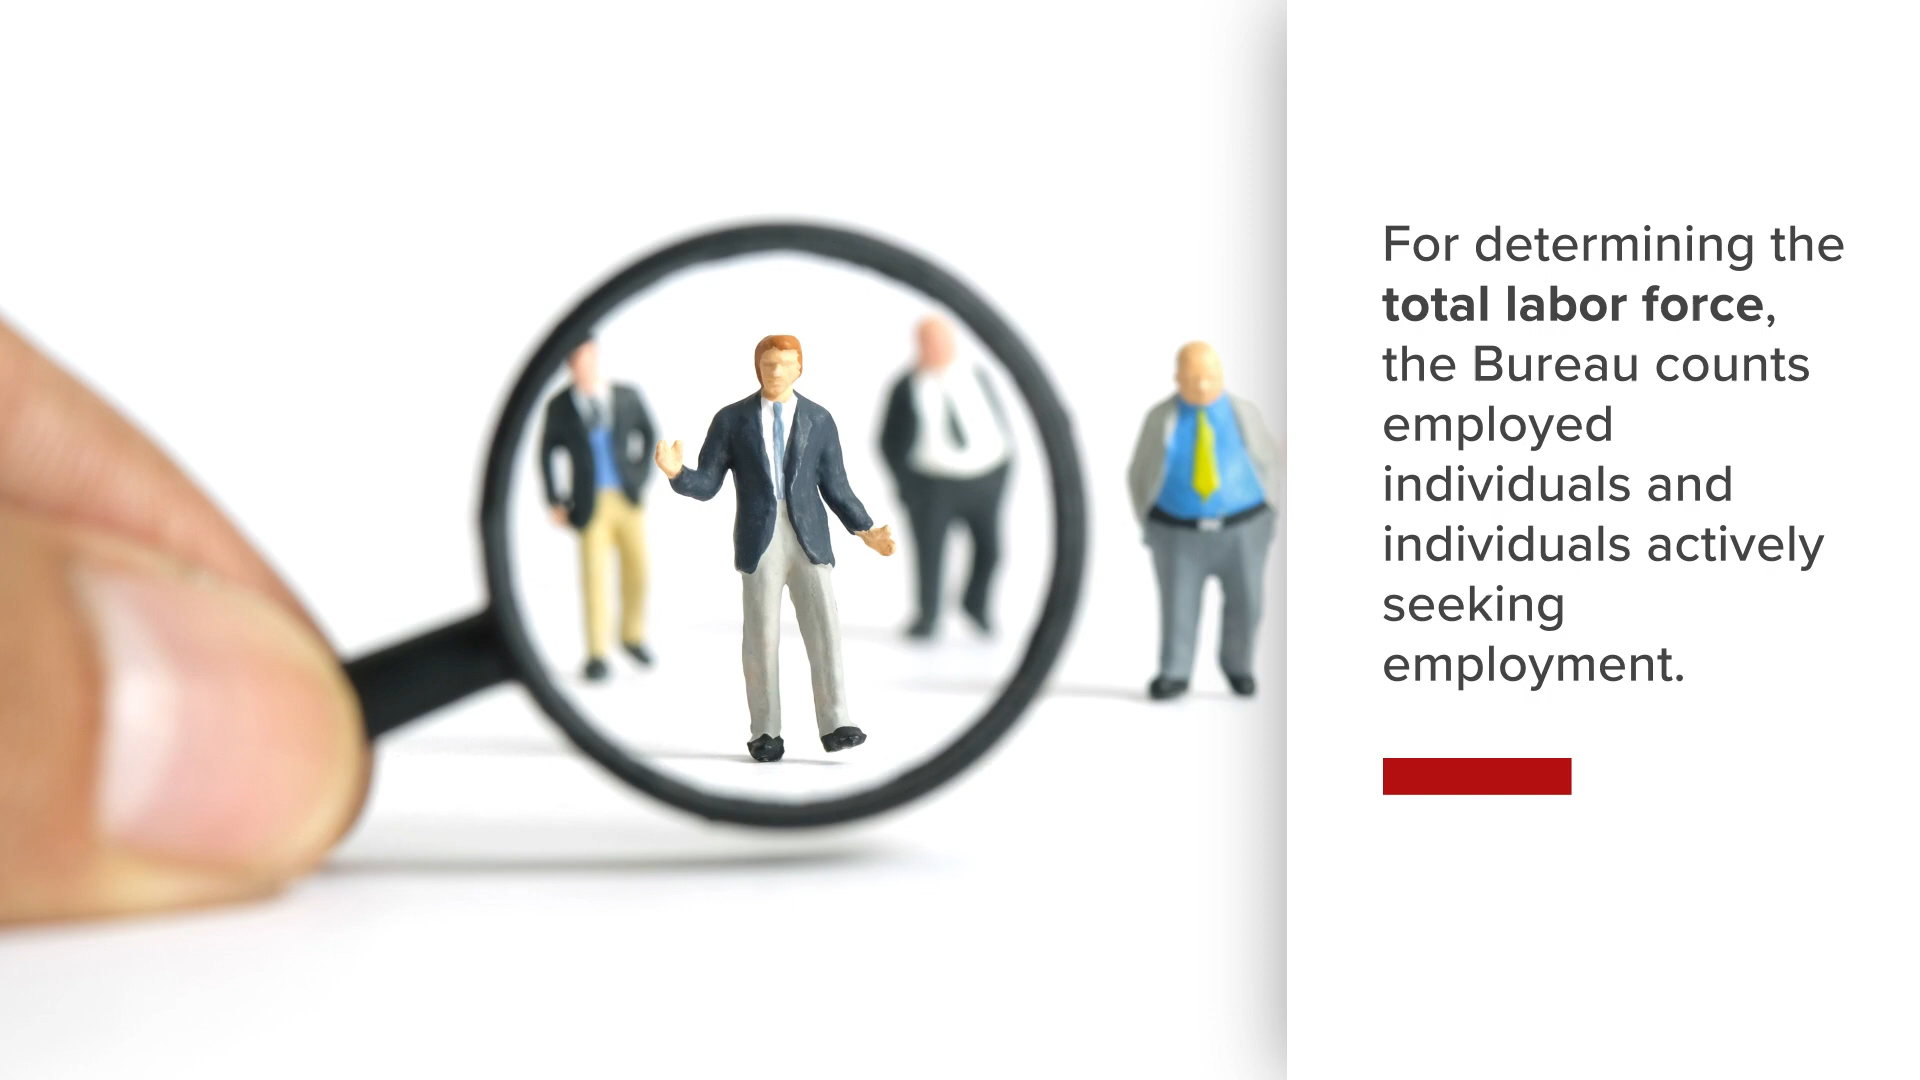 For determining the
total labor force,
the Bureau counts
employed
individuals and
individuals actively
seeking
employment.